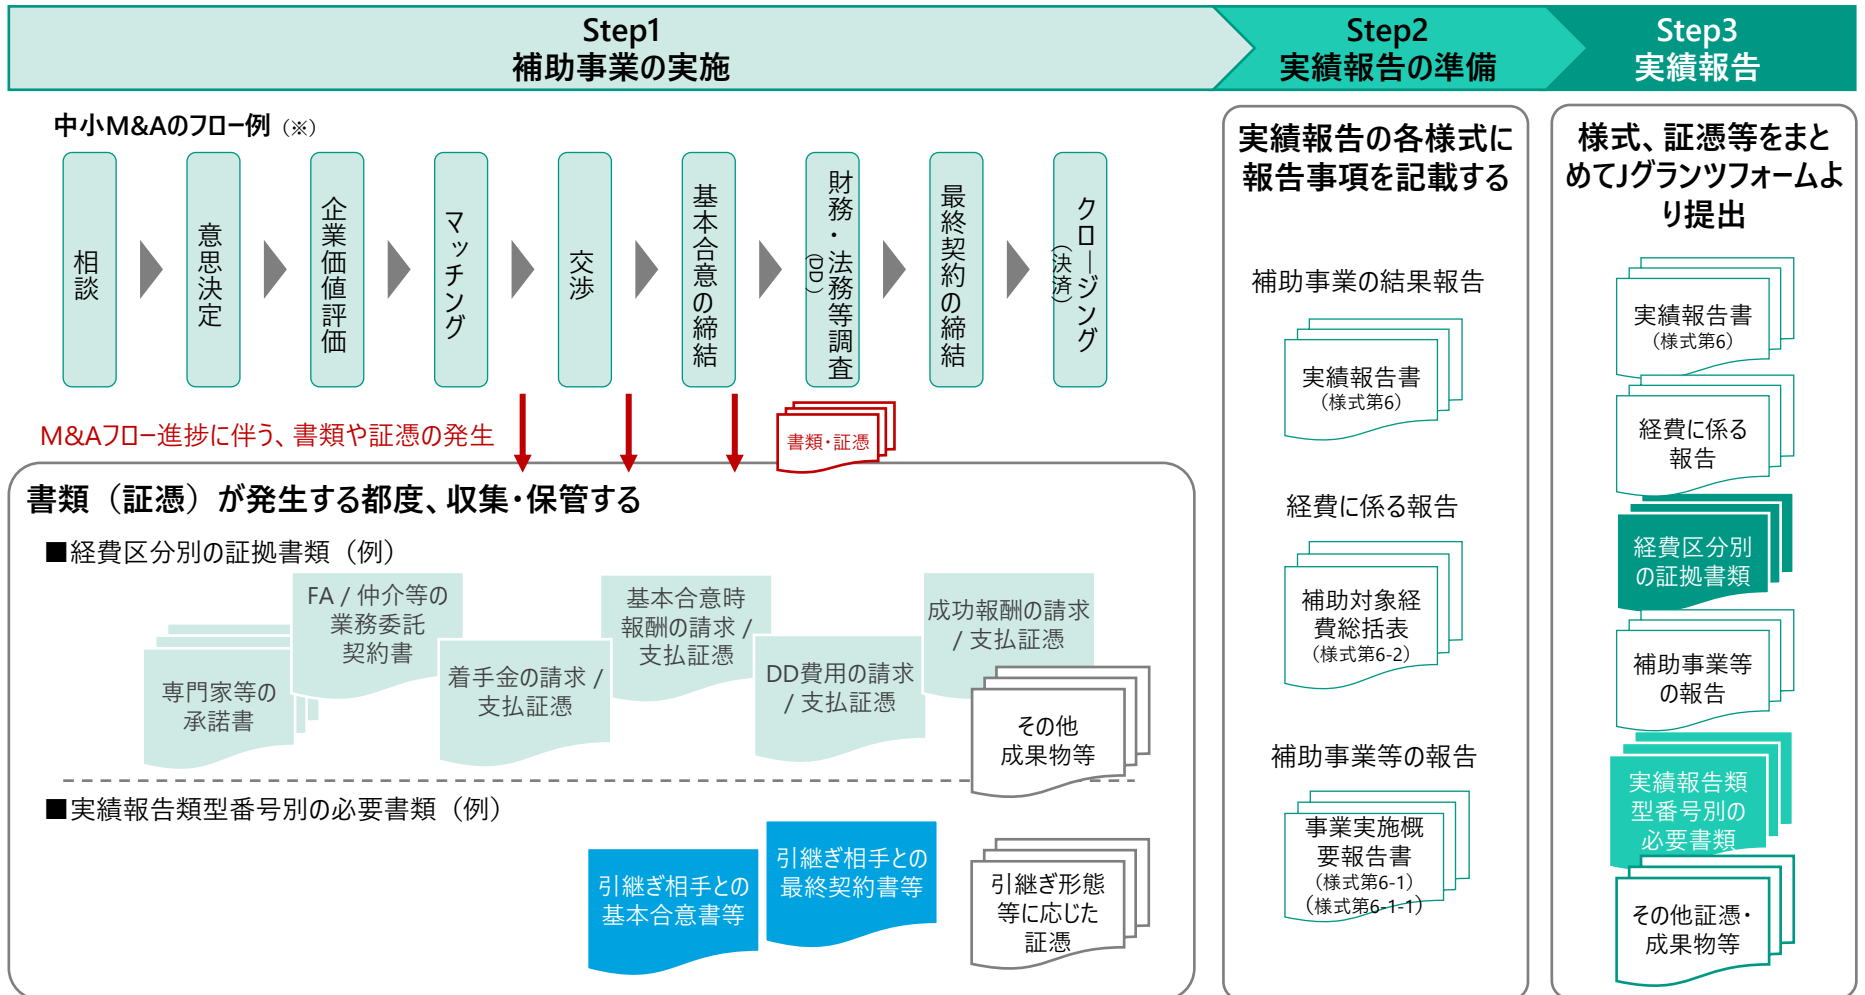 Step1
補助事業の実施
Step2
実績報告の準備
Step3
実績報告
中小M&Aのフロー例（※）
相談
意思決定
企業価値評価
マッチング
交渉
基本合意の締結
財務・法務等調査
（DD）
最終契約の締結
クロージング
（決済）
M&Aフロー進捗に伴う、書類や証憑の発生
書類・証憑
書類（証憑）が発生する都度、収集・保管する
■経費区分別の証拠書類（例）
専門家等の
承諾書
FA / 仲介等の
業務委託
契約書
着手金の請求 /
支払証憑
基本合意時
報酬の請求 /
支払証憑
DD費用の請求
/ 支払証憑
成功報酬の請求
/ 支払証憑
その他
成果物等
■実績報告類型番号別の必要書類（例）
引継ぎ相手との
基本合意書等
引継ぎ相手との
最終契約書等
引継ぎ形態
等に応じた
証憑
実績報告の各様式に
報告事項を記載する
補助事業の結果報告
実績報告書
（様式第6）
経費に係る報告
補助対象経
費総括表
（様式第6-2）
補助事業等の報告
事業実施概
要報告書
（様式第6-1）
（様式第6-1-1）
様式、証憑等をまと
めてJグランツフォームよ
り提出
実績報告書
（様式第6）
経費に係る
報告
経費区分別
の証拠書類
補助事業等
の報告
実績報告類
型番号別の
必要書類
その他証憑・
成果物等